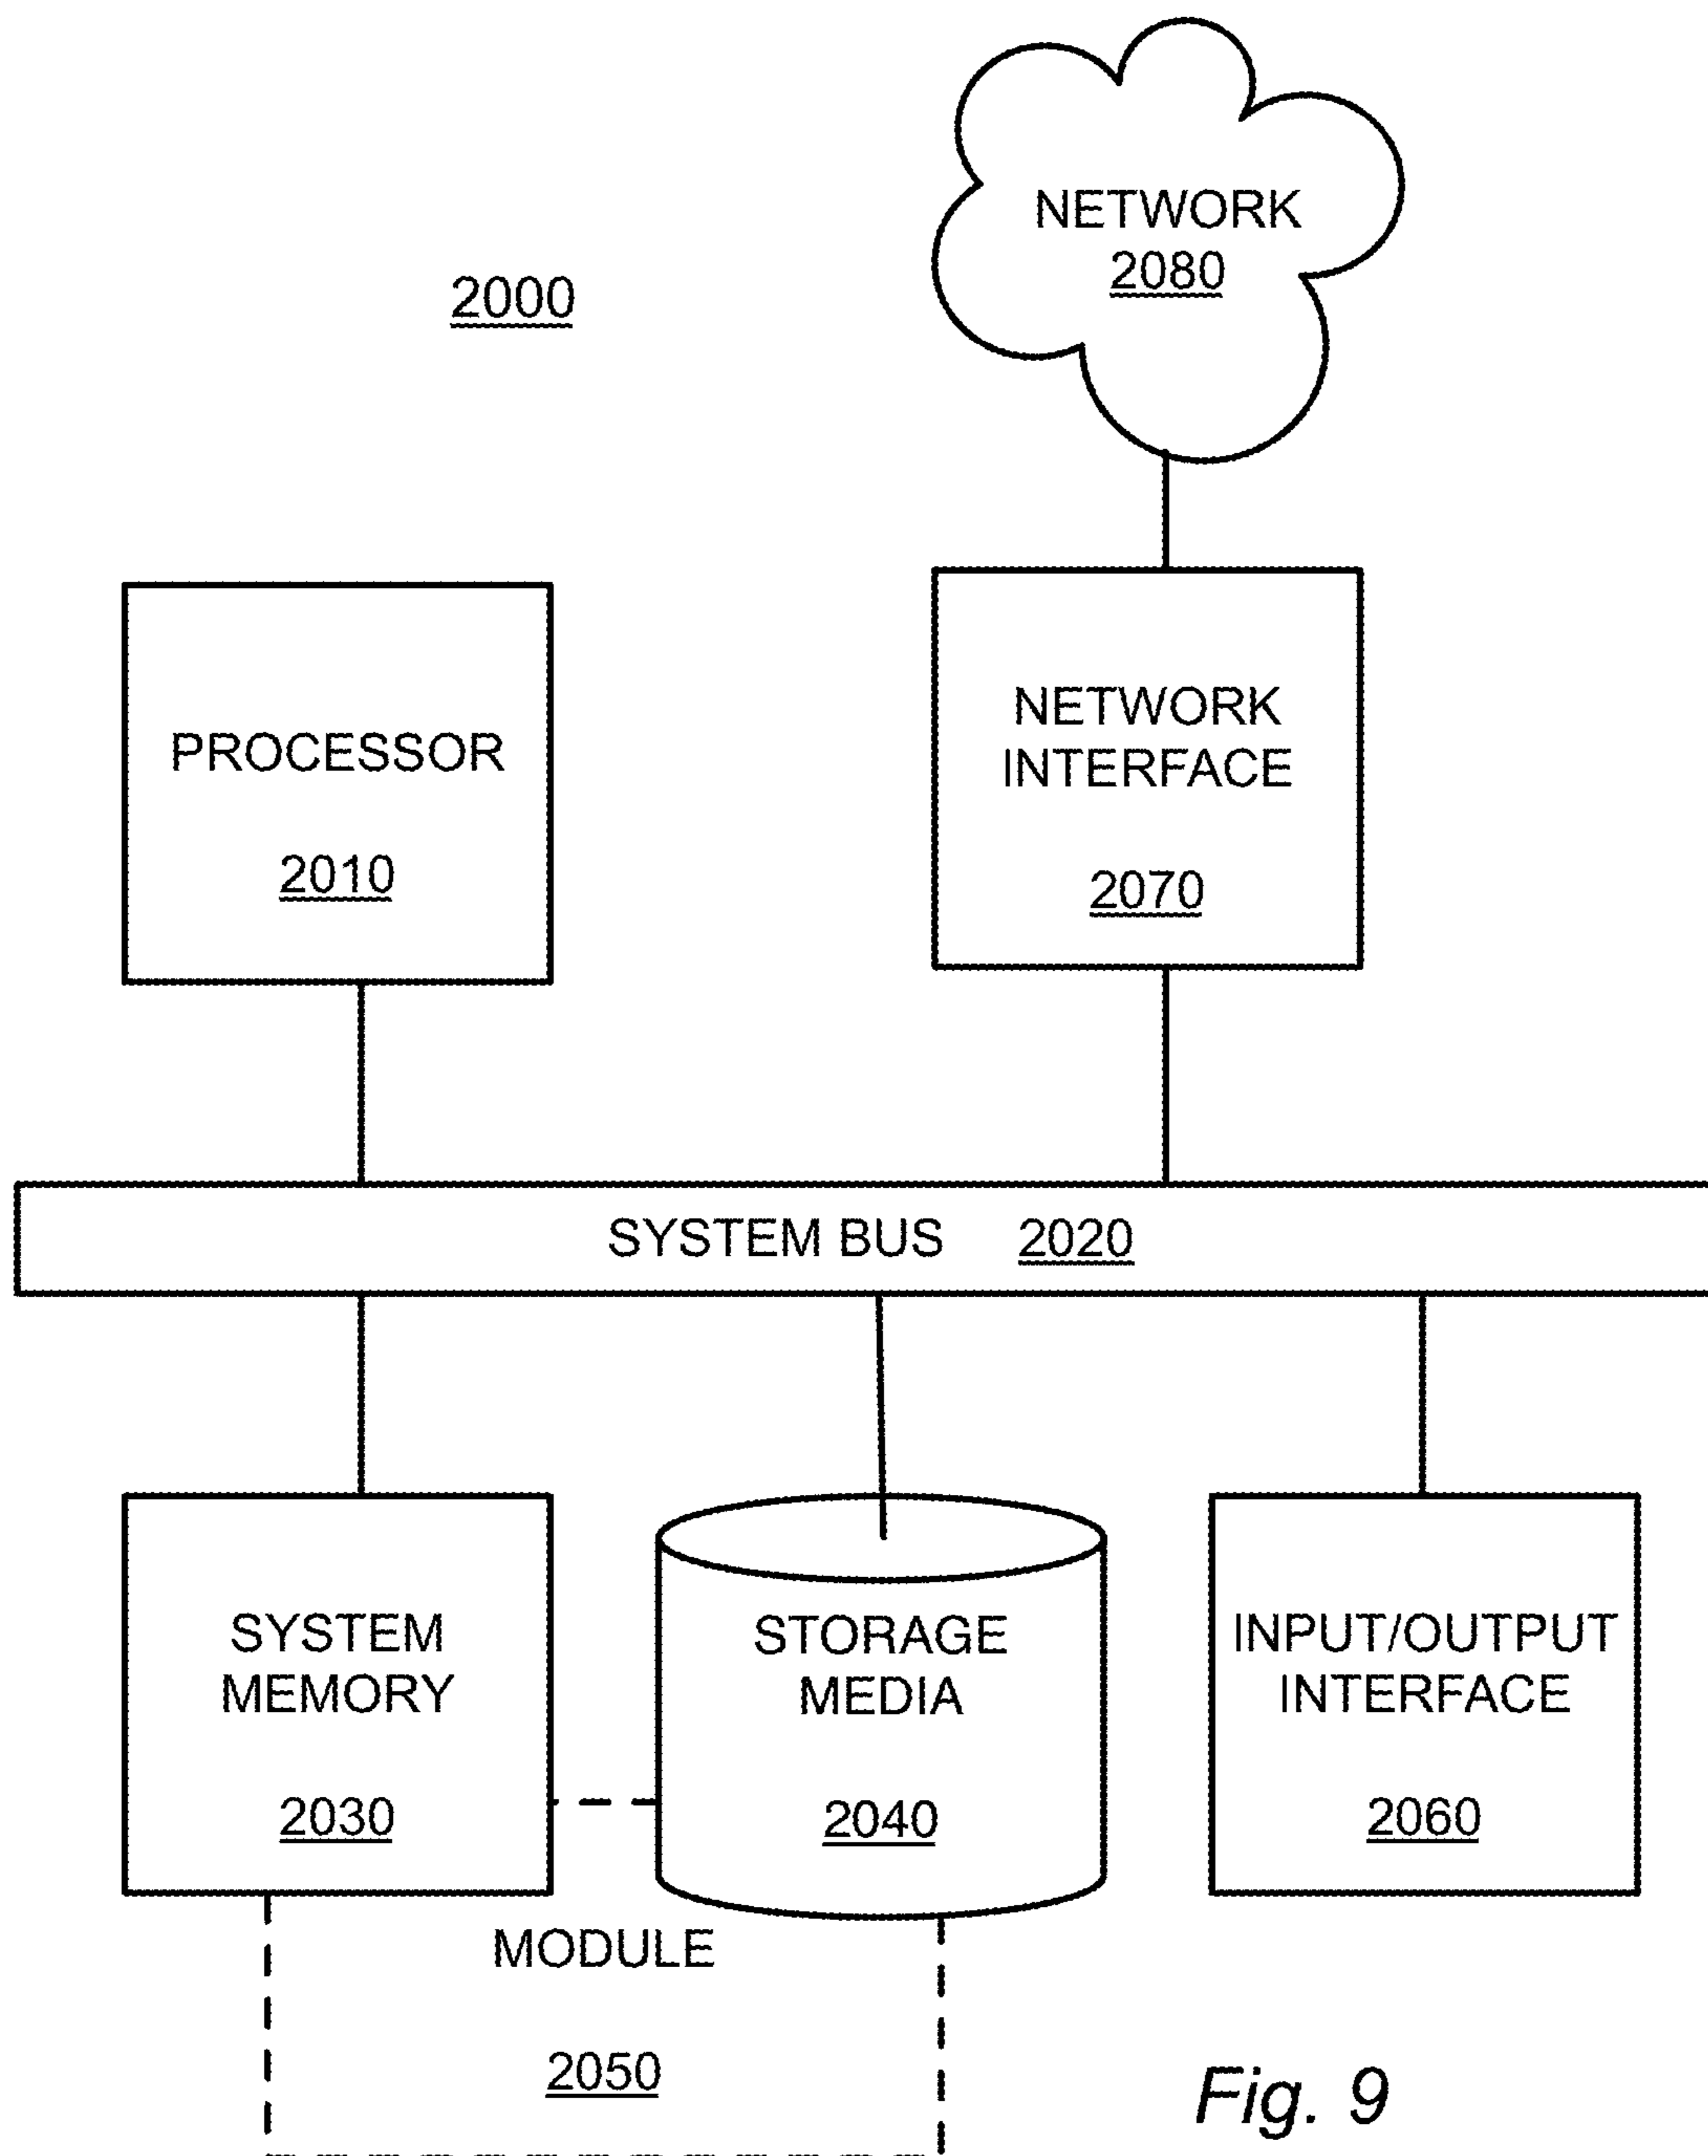 NETWORK
2080
2000
PROCESSOR
2010
NETWORK
INTERFACE
2070
SYSTEM BUS 2020
SYSTEM
MEMORY
2030
STORAGE
MEDIA
2040
INPUT/OUTPUT
INTERFACE
2060
MODULE
2050
Fig. 9